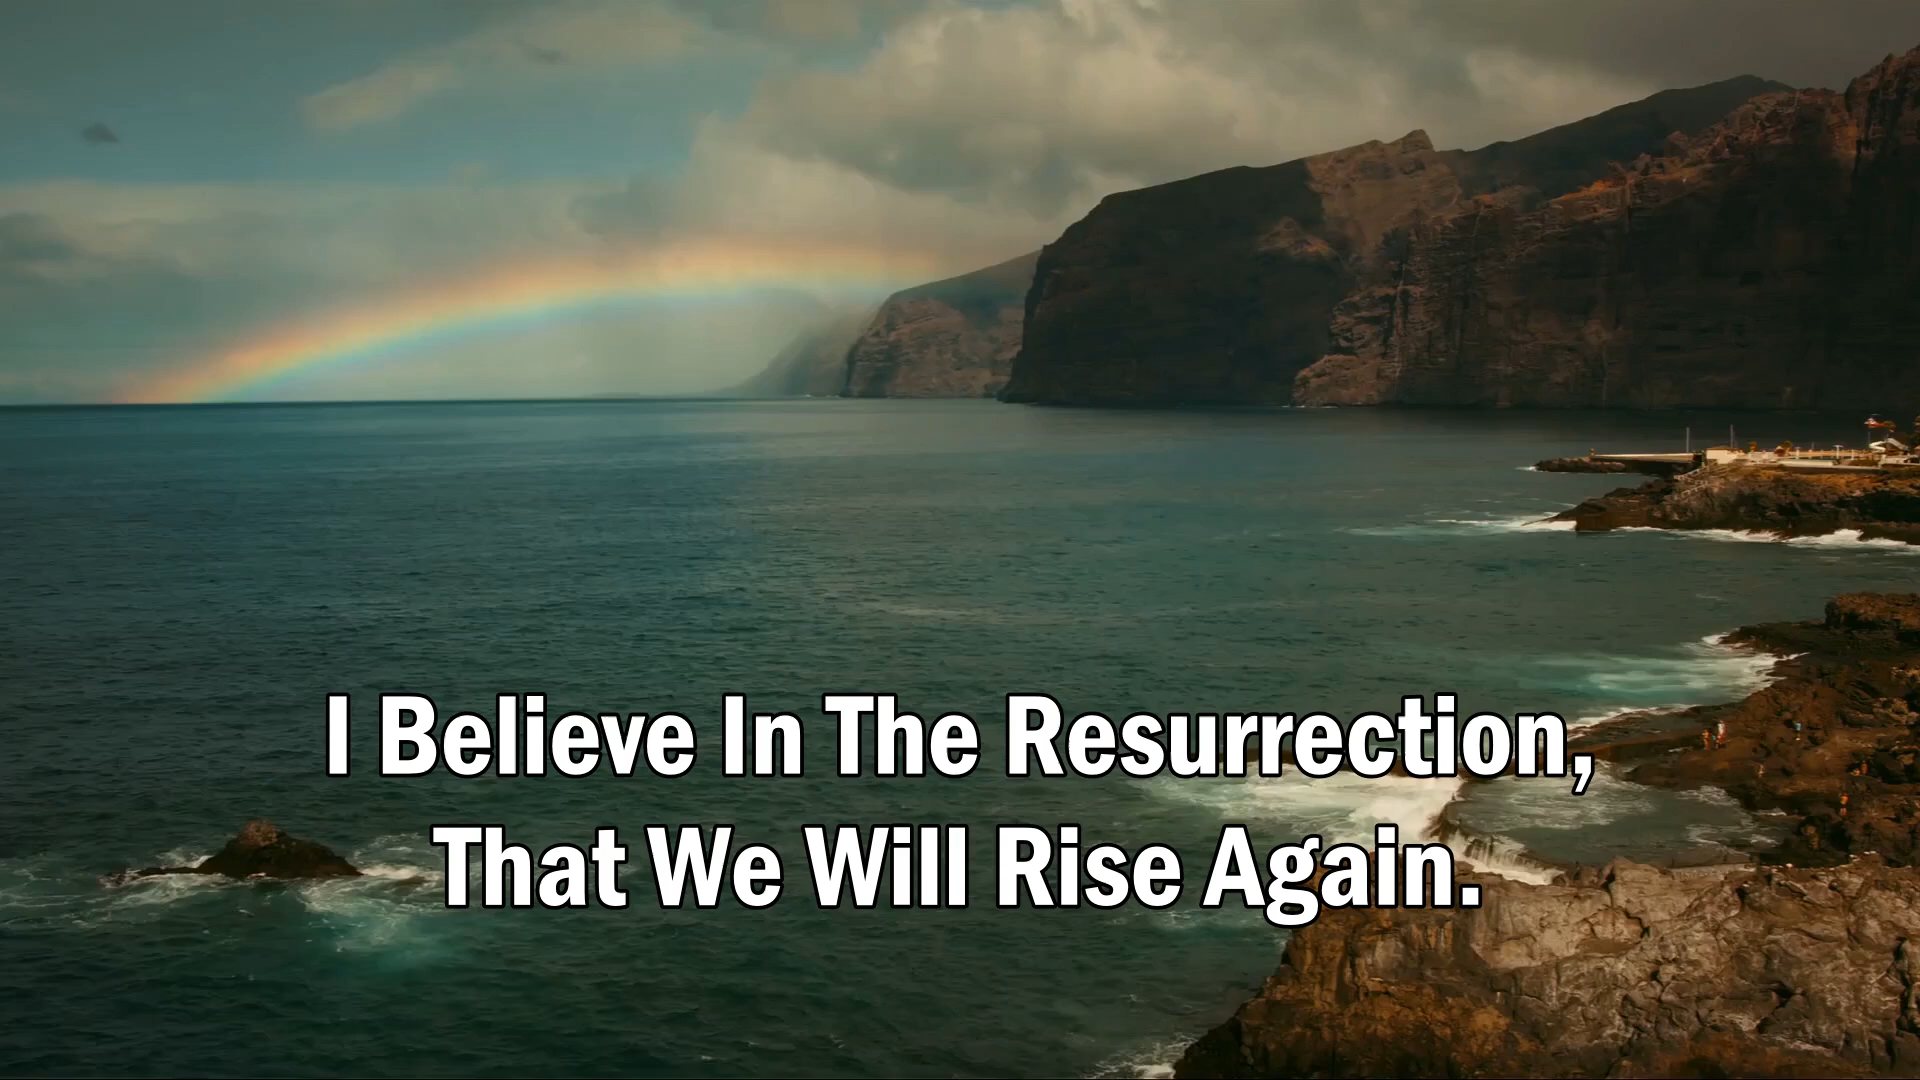 I Believe In The Resurrection,
That We Will Rise Again.